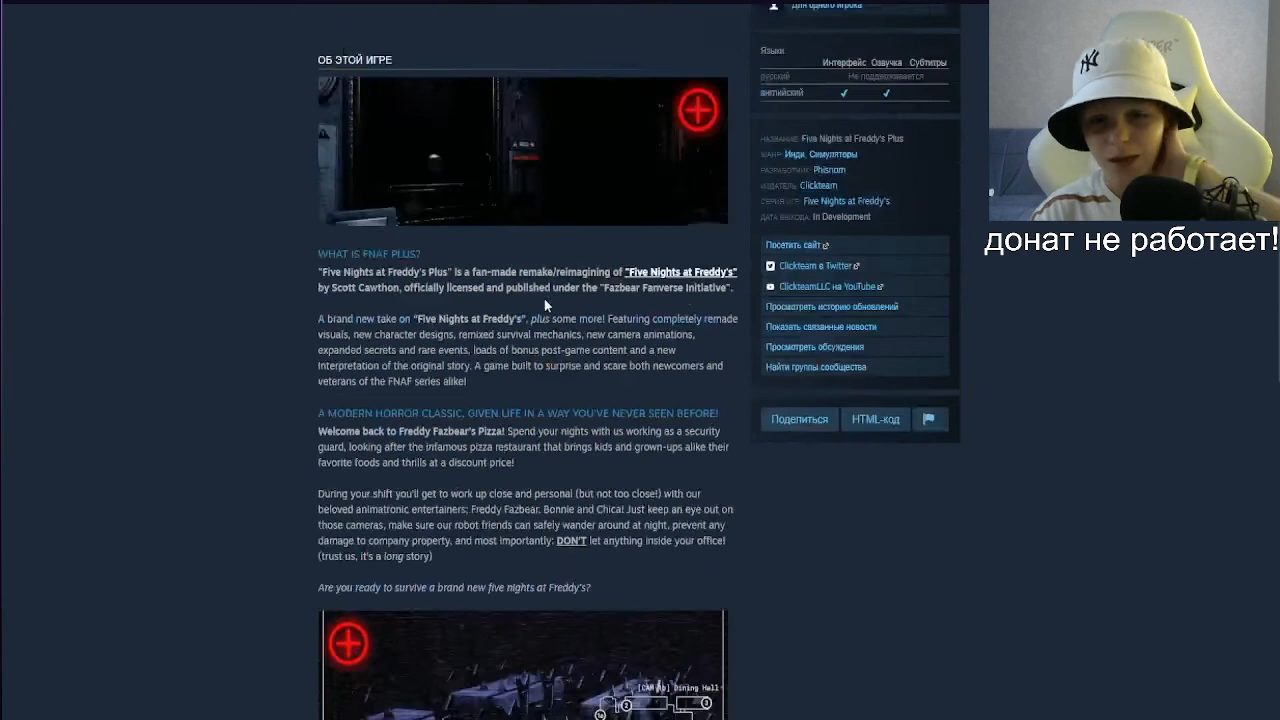 Для одного игрока
ОБ ЭТОЙ ИГРЕ
Языки
Интерфейс Озвучка Субтитры
русский Не поддерживается
английский ✔ ✔
WHAT IS FNAF PLUS?
"Five Nights at Freddy's Plus" is a fan-made remake/reimagining of "Five Nights at Freddy's"
by Scott Cawthon, officially licensed and published under the "Fazbear Fanverse Initiative".
A brand new take on "Five Nights at Freddy's", plus some more! Featuring completely remade
visuals, new character designs, remixed survival mechanics, new camera animations,
expanded secrets and rare events, loads of bonus post-game content and a new
interpretation of the original story. A game built to surprise and scare both newcomers and
veterans of the FNAF series alike!
A MODERN HORROR CLASSIC, GIVEN LIFE IN A WAY YOU'VE NEVER SEEN BEFORE!
Welcome back to Freddy Fazbear's Pizza! Spend your nights with us working as a security
guard, looking after the infamous pizza restaurant that brings kids and grown-ups alike their
favorite foods and thrills at a discount price!
During your shift you'll get to work up close and personal (but not too close!) with our
beloved animatronic entertainers; Freddy Fazbear, Bonnie and Chica! Just keep an eye out on
those cameras, make sure our robot friends can safely wander around at night, prevent any
damage to company property, and most importantly: DON'T let anything inside your office!
(trust us, it's a long story)
Are you ready to survive a brand new five nights at Freddy's?
Dining Hall
НАЗВАНИЕ: Five Nights at Freddy's Plus
ЖАНР: Инди, Симуляторы
РАЗРАБОТЧИК: Phisnom
ИЗДАТЕЛЬ: Clickteam
СЕРИЯ ИГР: Five Nights at Freddy's
ДАТА ВЫХОДА: In Development
Посетить сайт
Clickteam в Twitter
ClickteamLLC на YouTube
Просмотреть историю обновлений
Показать связанные новости
Просмотреть обсуждения
Найти группы сообщества
Поделиться HTML-код
NY
донат не работает!